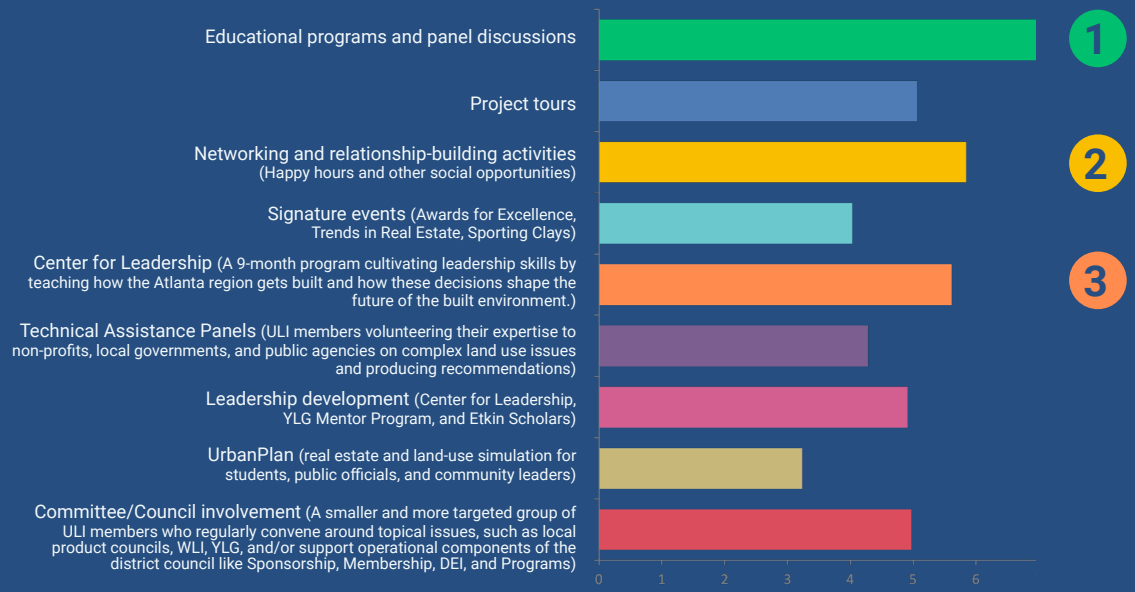 Educational programs and panel discussions
1
Project tours
Networking and relationship-building activities
(Happy hours and other social opportunities)
2
Signature events (Awards for Excellence,
Trends in Real Estate, Sporting Clays)
Center for Leadership (A 9-month program cultivating leadership skills by
teaching how the Atlanta region gets built and how these decisions shape the
future of the built environment.)
3
Technical Assistance Panels (ULI members volunteering their expertise to
non-profits, local governments, and public agencies on complex land use issues
and producing recommendations)
Leadership development (Center for Leadership,
YLG Mentor Program, and Etkin Scholars)
UrbanPlan (real estate and land-use simulation for
students, public officials, and community leaders)
Committee/Council involvement (A smaller and more targeted group of
ULI members who regularly convene around topical issues, such as local
product councils, WLI, YLG, and/or support operational components of the
district council like Sponsorship, Membership, DEI, and Programs)
0 1 2 3 4 5 6